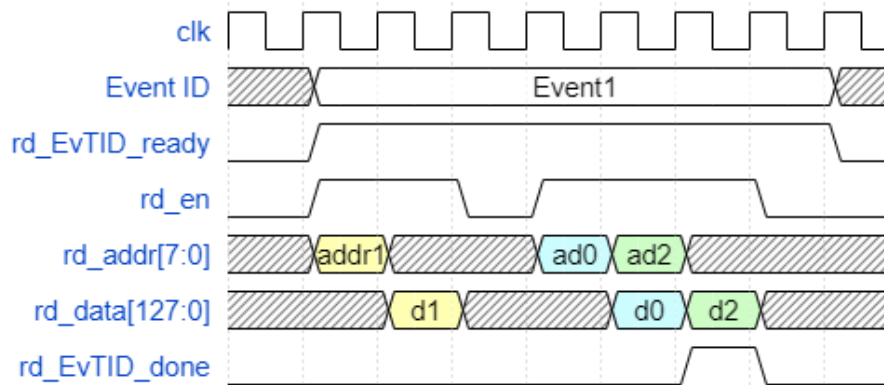 clk
Event ID Event1
rd_EvTID_ready
rd_en
rd_addr[7:0] addr1 ad0 ad2
rd_data[127:0] d1 d0 d2
rd_EvTID_done